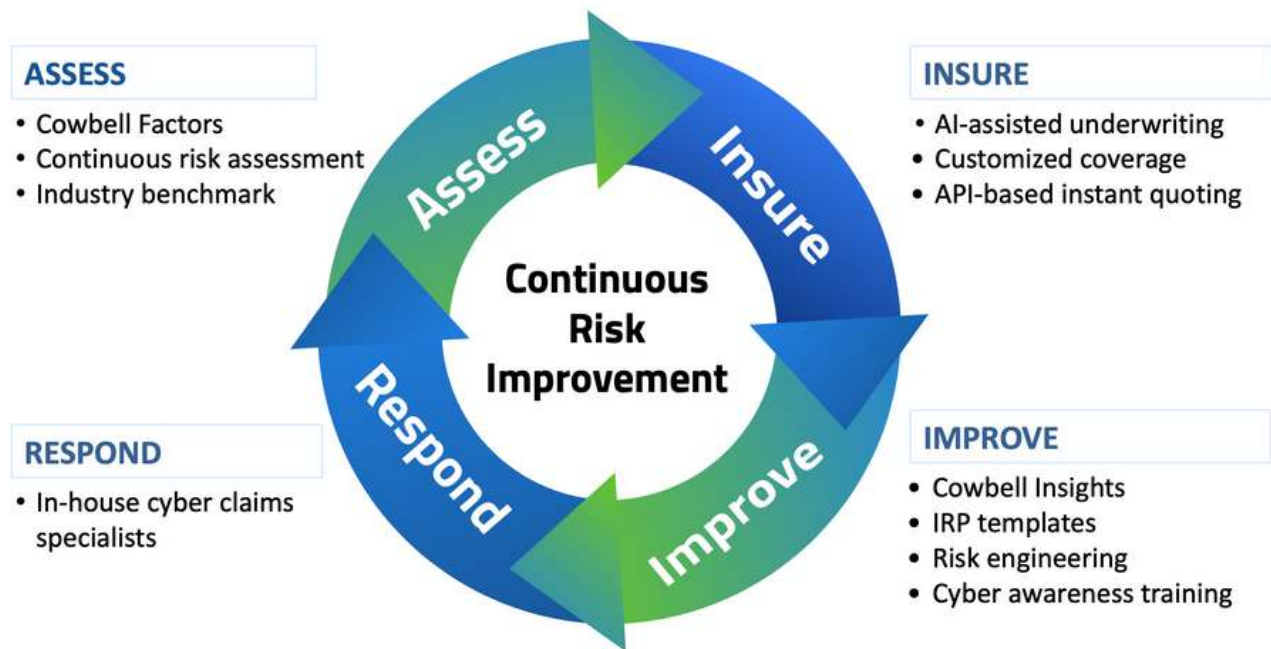 ASSESS
• Cowbell Factors
• Continuous risk assessment
• Industry benchmark
INSURE
• AI-assisted underwriting
• Customized coverage
• API-based instant quoting
Assess
Insure
Continuous
Risk
Improvement
Respond
Improve
RESPOND
• In-house cyber claims
specialists
IMPROVE
• Cowbell Insights
• IRP templates
• Risk engineering
• Cyber awareness training